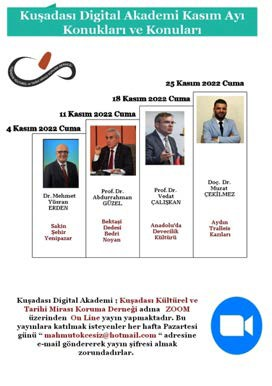 Kuşadası Digital Akademi Kasım Ayı
Konukları ve Konuları
25 Kasım 2022 Cuma
18 Kasım 2022 Cuma
11 Kasım 2022 Cuma
4 Kasım 2022 Cuma
Dr. Mehmet
Yümran
ERDEN
Sakin
Şehir
Yenipazar
Prof. Dr.
Abdurrahman
GÜZEL
Bektaşi
Dedesi
Bedri
Noyan
Prof. Dr.
Vedat
ÇALIŞKAN
Anadolu'da
Devecilik
Kültürü
Doç. Dr.
Murat
ÇEKİLMEZ
Aydın
Tralleis
Kazıları
Kuşadası Digital Akademi ; Kuşadası Kültürel ve
Tarihi Mirası Koruma Derneği adına ZOOM
üzerinden On Line yayın yapmaktadır. Bu
yayınlara katılmak isteyenler her hafta Pazartesi
günü " mahmutokcesiz@hotmail.com " adresine
e-mail göndererek yayın şifresi almak
zorundadırlar.